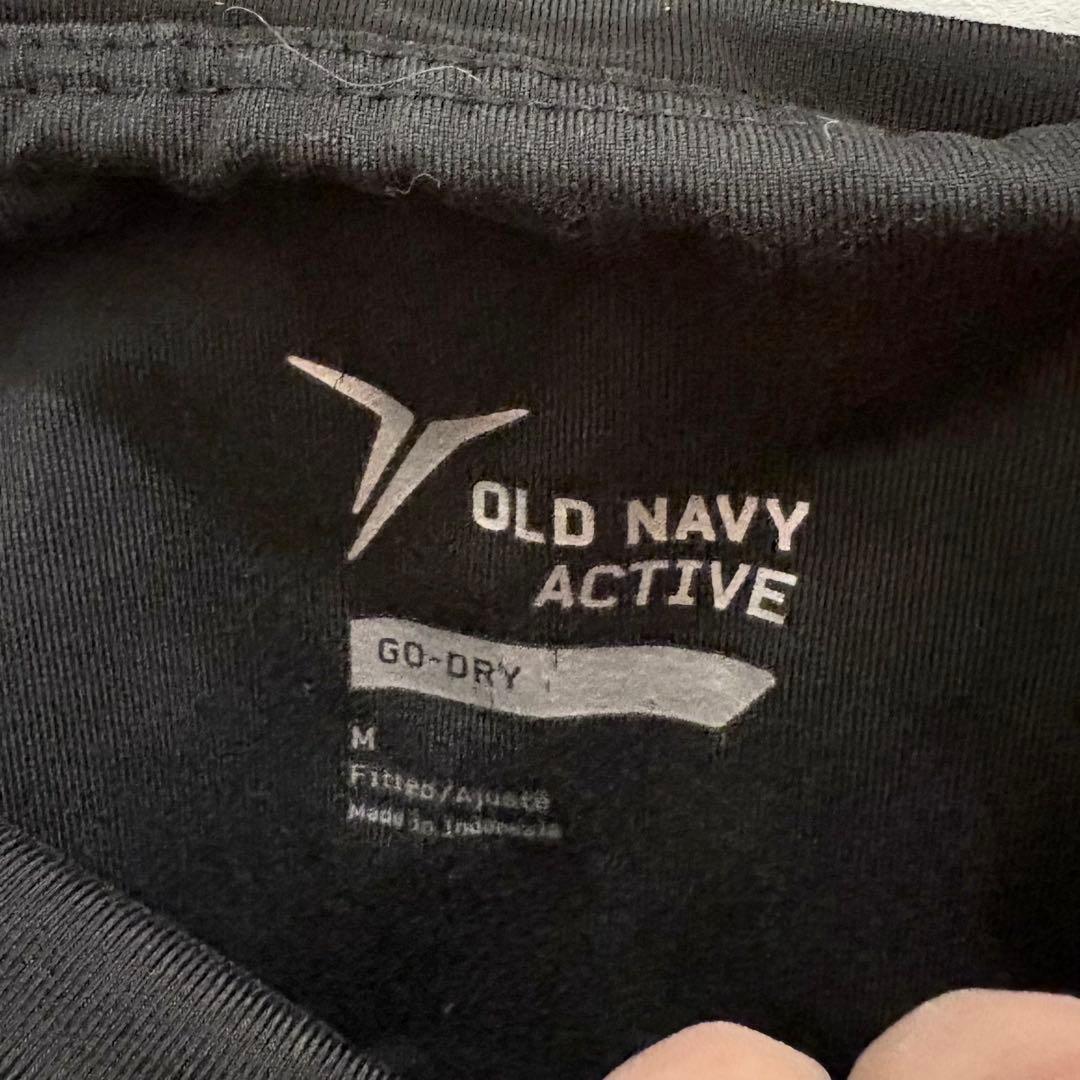 OLD NAVY
ACTIVE
GO-DRY
M
Fitted/Ajusté
Made in Indonesia